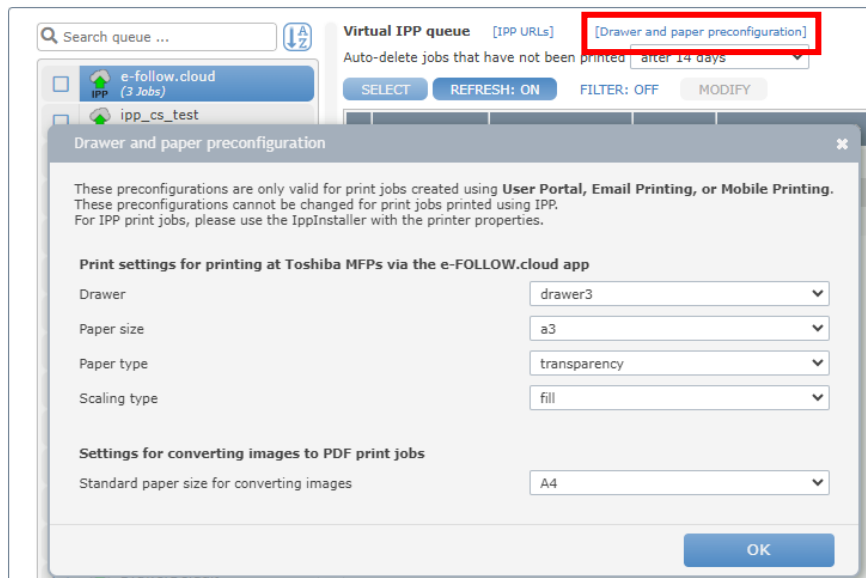 Search queue ...
A
Z
Virtual IPP queue [IPP URLs] [Drawer and paper preconfiguration]
Auto-delete jobs that have not been printed after 14 days
e-follow.cloud
IPP (3 Jobs)
SELECT REFRESH: ON FILTER: OFF MODIFY
ipp_cs_test
Drawer and paper preconfiguration
These preconfigurations are only valid for print jobs created using User Portal, Email Printing, or Mobile Printing.
These preconfigurations cannot be changed for print jobs printed using IPP.
For IPP print jobs, please use the IppInstaller with the printer properties.
Print settings for printing at Toshiba MFPs via the e-FOLLOW.cloud app
Drawer drawer3
Paper size a3
Paper type transparency
Scaling type fill
Settings for converting images to PDF print jobs
Standard paper size for converting images A4
OK